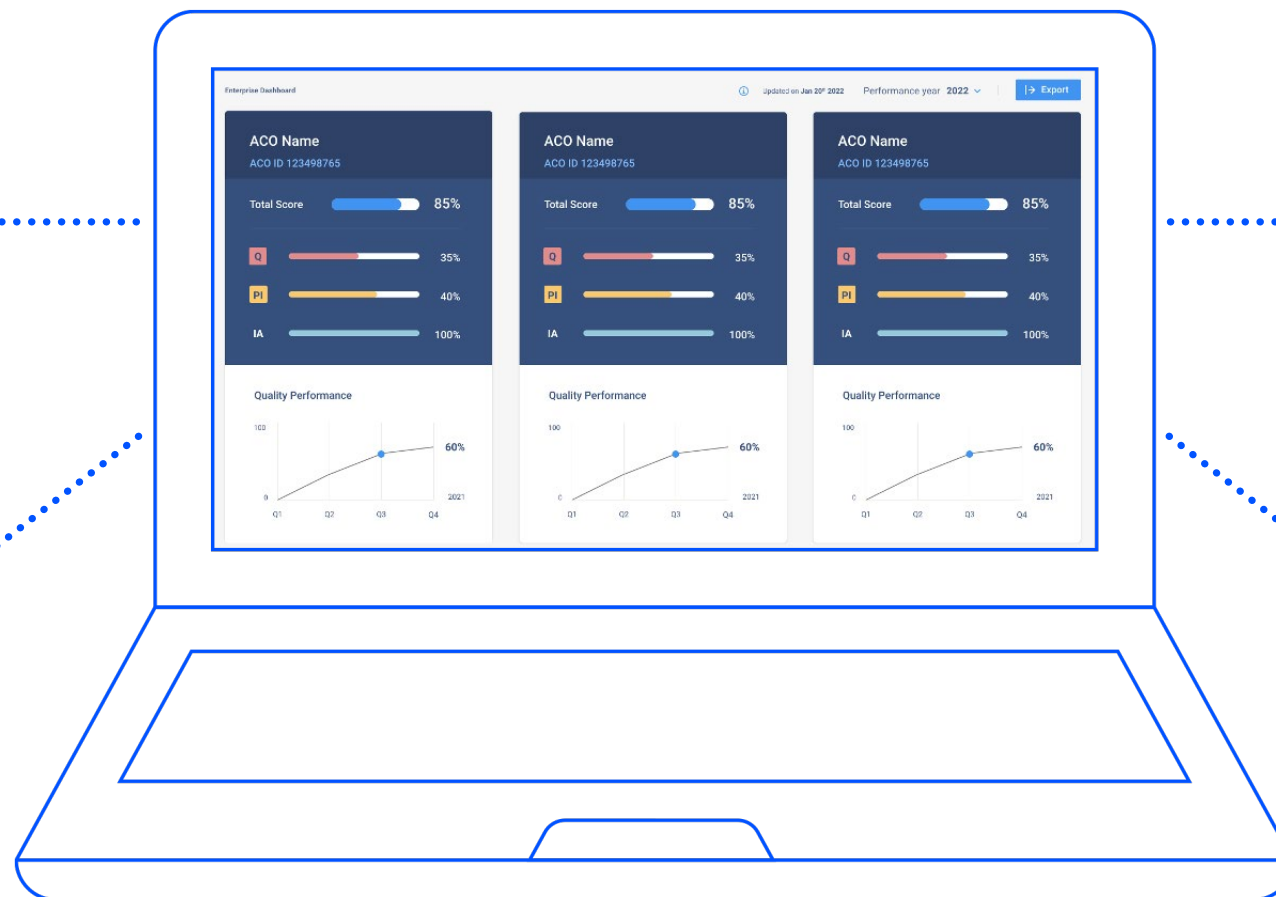 Enterprise Dashboard
Updated on Jan 20th 2022 Performance year 2022 Export
ACO Name
ACO ID 123498765
Total Score 85%
Q 35%
PI 40%
IA 100%
Quality Performance
100
60%
0 2021
Q1 Q2 Q3 Q4
ACO Name
ACO ID 123498765
Total Score 85%
Q 35%
PI 40%
IA 100%
Quality Performance
100
60%
0 2021
Q1 Q2 Q3 Q4
ACO Name
ACO ID 123498765
Total Score 85%
Q 35%
PI 40%
IA 100%
Quality Performance
100
60%
0 2021
Q1 Q2 Q3 Q4